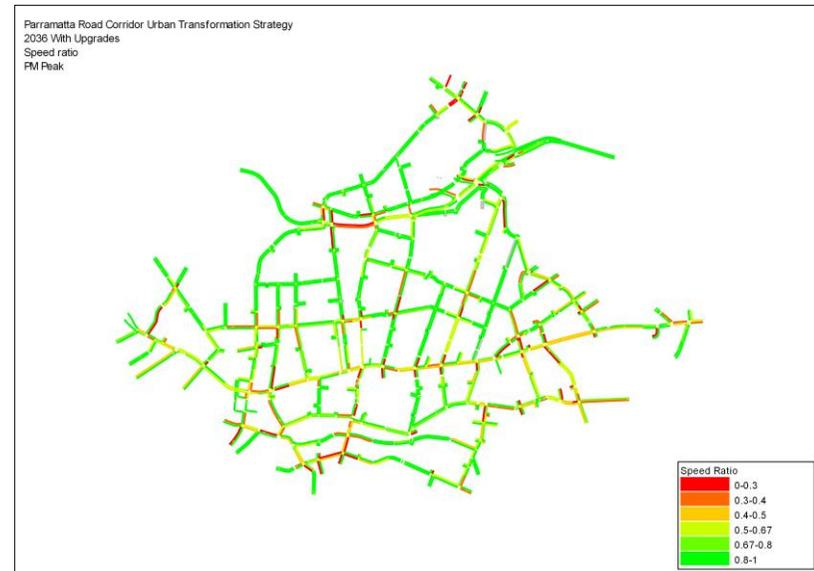 Parramatta Road Corridor Urban Transformation Strategy
2036 With Upgrades
Speed ratio
PM Peak
Speed Ratio
0-0.3
0.3-0.4
0.4-0.5
0.5-0.67
0.67-0.8
0.8-1